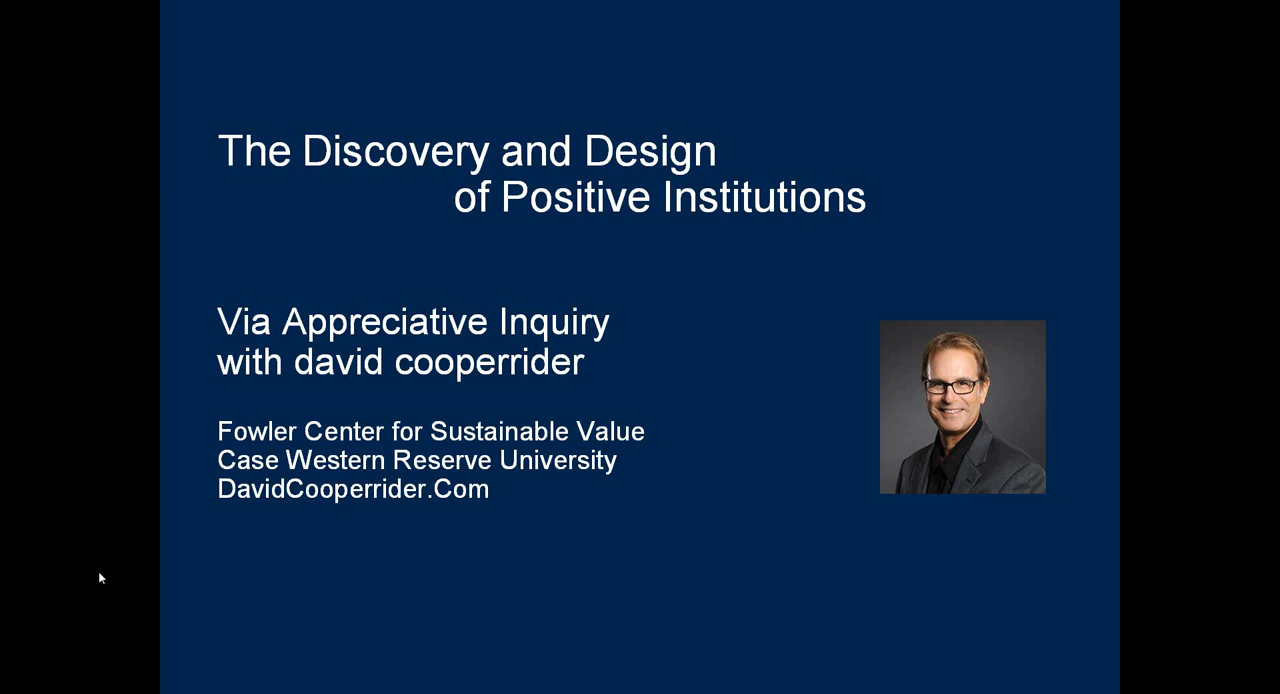 The Discovery and Design
of Positive Institutions
Via Appreciative Inquiry
with david cooperrider
Fowler Center for Sustainable Value
Case Western Reserve University
DavidCooperrider.Com